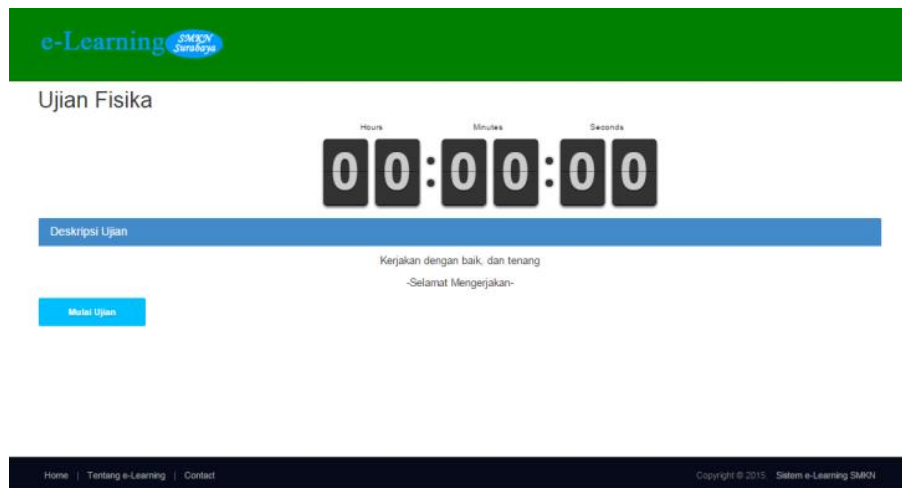 e-Learning SMKN Surabaya
Ujian Fisika
Hours Minutes Seconds
00:00:00
Deskripsi Ujian
Kerjakan dengan baik, dan tenang
-Selamat Mengerjakan-
Mulai Ujian
Home | Tentang e-Learning | Contact Copyright © 2015. Sistem e-Learning SMKN